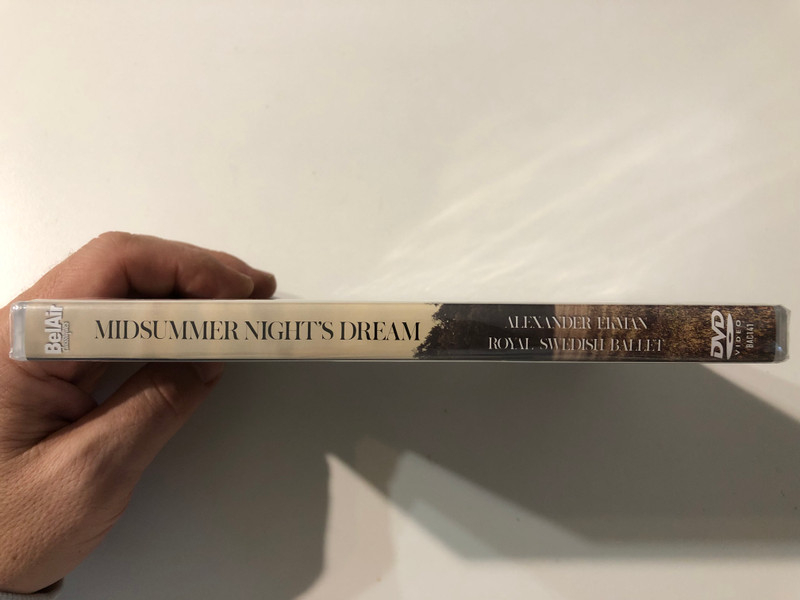 BelAir
MIDSUMMER NIGHT'S DREAM
ALEXANDER EKMAN
ROYAL SWEDISH BALLET
DVD
VIDEO
BAC141